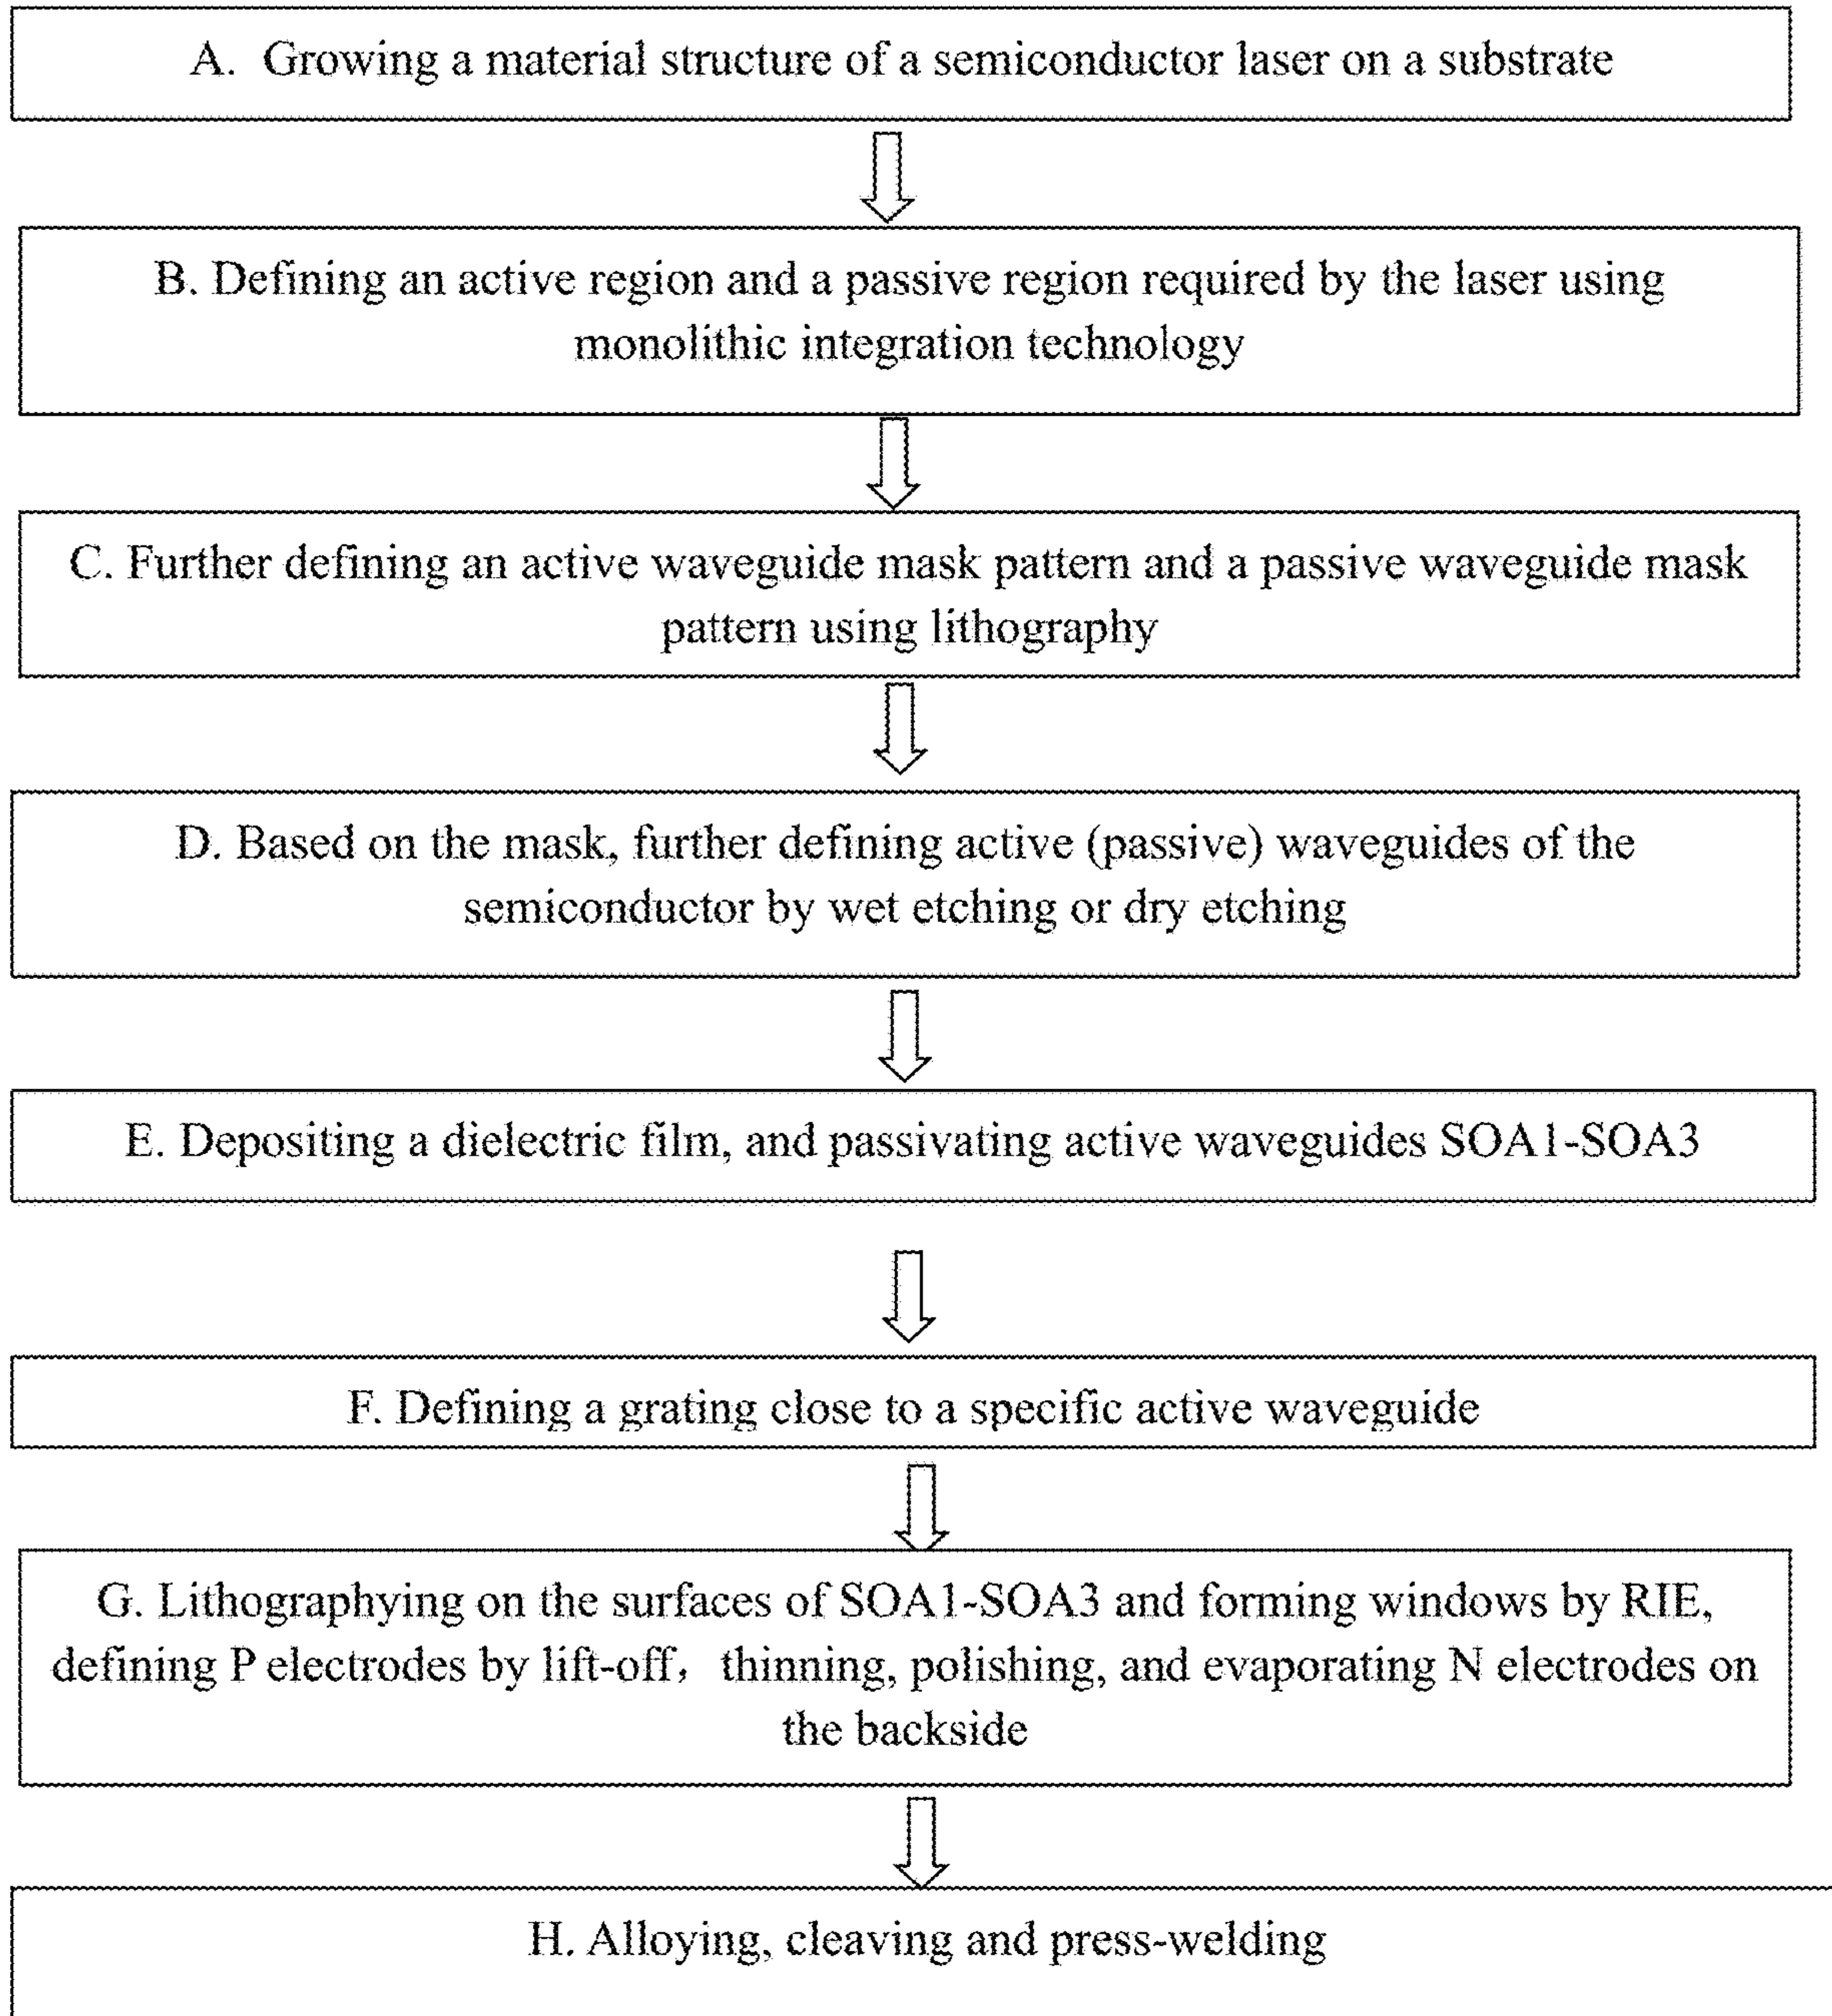 A. Growing a material structure of a semiconductor laser on a substrate
B. Defining an active region and a passive region required by the laser using
monolithic integration technology
C. Further defining an active waveguide mask pattern and a passive waveguide mask
pattern using lithography
D. Based on the mask, further defining active (passive) waveguides of the
semiconductor by wet etching or dry etching
E. Depositing a dielectric film, and passivating active waveguides SOA1-SOA3
F. Defining a grating close to a specific active waveguide
G. Lithographying on the surfaces of SOA1-SOA3 and forming windows by RIE,
defining P electrodes by lift-off, thinning, polishing, and evaporating N electrodes on
the backside
H. Alloying, cleaving and press-welding